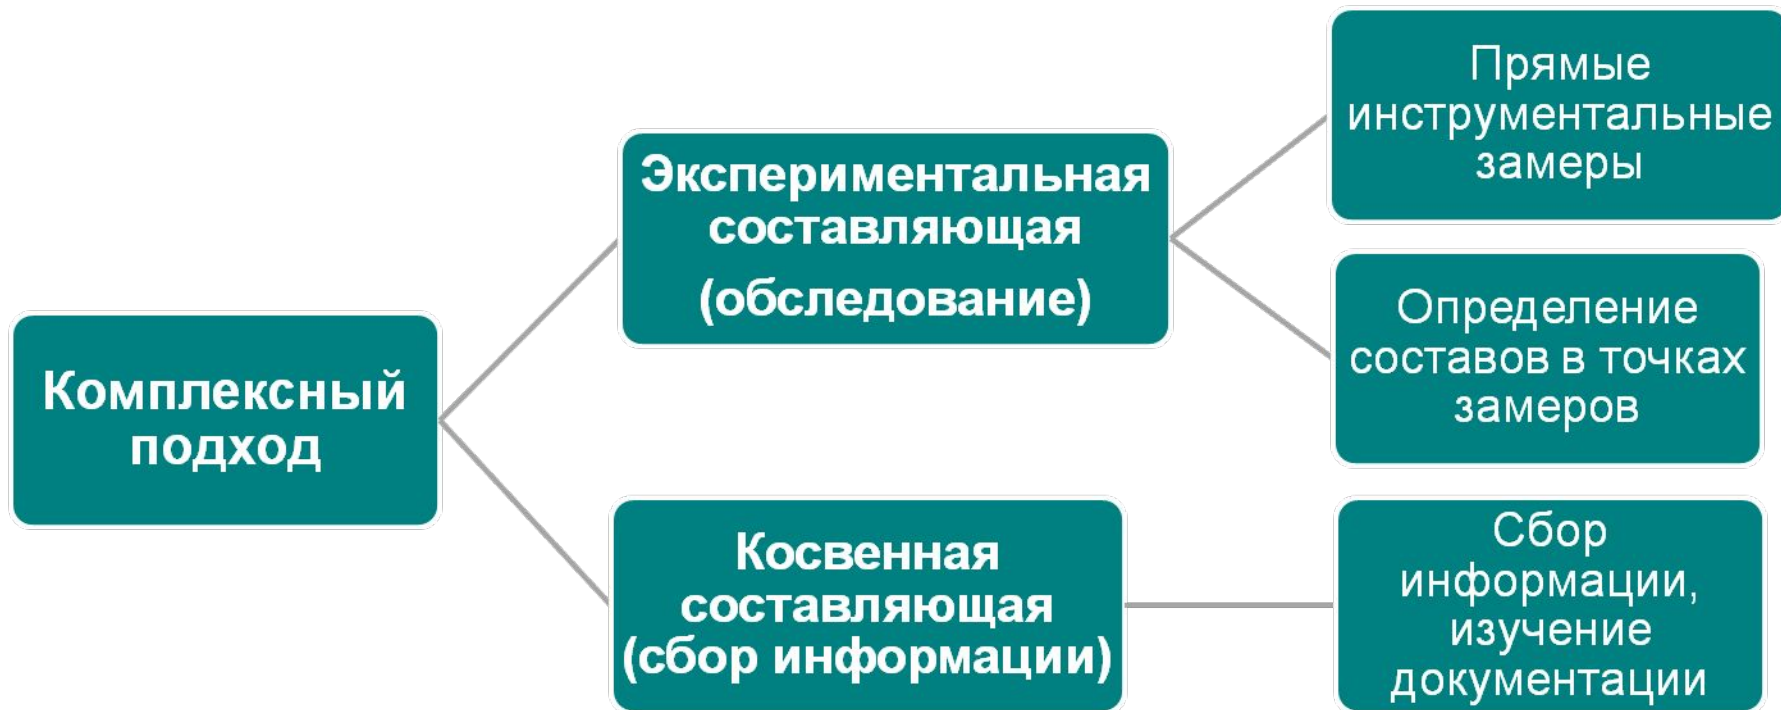 Комплексный
подход
Экспериментальная
составляющая
(обследование)
Прямые
инструментальные
замеры
Определение
составов в точках
замеров
Косвенная
составляющая
(сбор информации)
Сбор
информации,
изучение
документации